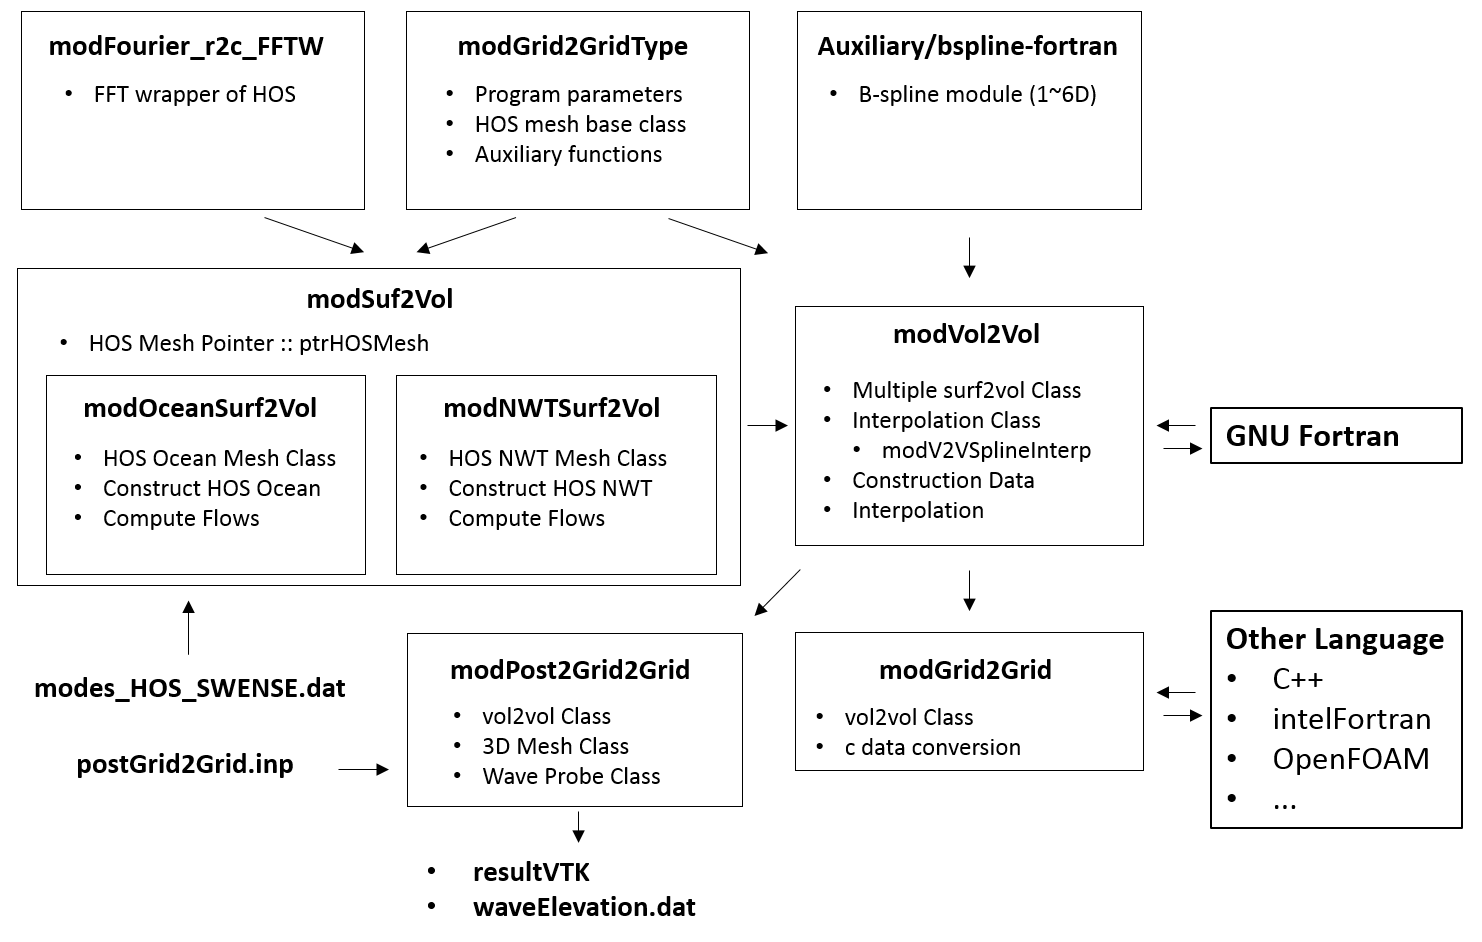 modFourier_r2c_FFTW
• FFT wrapper of HOS
modGrid2GridType
• Program parameters
• HOS mesh base class
• Auxiliary functions
Auxiliary/bspline-fortran
• B-spline module (1~6D)
modSuf2Vol
• HOS Mesh Pointer :: ptrHOSMesh
modOceanSurf2Vol
• HOS Ocean Mesh Class
• Construct HOS Ocean
• Compute Flows
modNWTSurf2Vol
• HOS NWT Mesh Class
• Construct HOS NWT
• Compute Flows
modVol2Vol
• Multiple surf2vol Class
• Interpolation Class
• modV2VSplineInterp
• Construction Data
• Interpolation
GNU Fortran
modes_HOS_SWENSE.dat
postGrid2Grid.inp
modPost2Grid2Grid
• vol2vol Class
• 3D Mesh Class
• Wave Probe Class
modGrid2Grid
• vol2vol Class
• c data conversion
Other Language
• C++
• intelFortran
• OpenFOAM
• ...
• resultVTK
• waveElevation.dat